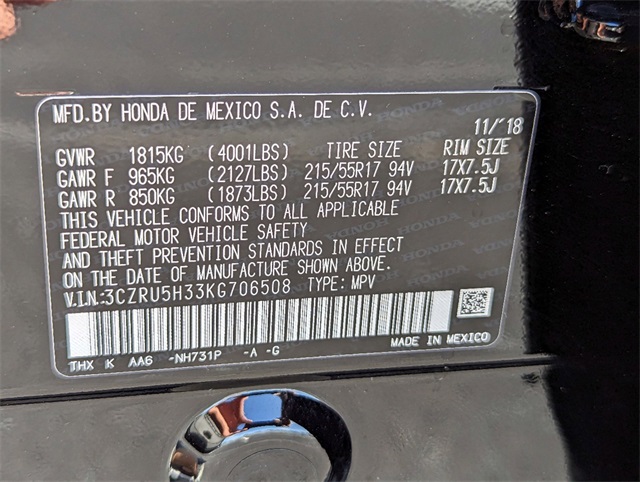 MFD.BY HONDA DE MEXICO S.A. DE C.V.
11/'18
GVWR 1815KG (4001LBS) TIRE SIZE RIM SIZE
GAWR F 965KG (2127LBS) 215/55R17 94V 17X7.5J
GAWR R 850KG (1873LBS) 215/55R17 94V 17X7.5J
THIS VEHICLE CONFORMS TO ALL APPLICABLE
FEDERAL MOTOR VEHICLE SAFETY
AND THEFT PREVENTION STANDARDS IN EFFECT
ON THE DATE OF MANUFACTURE SHOWN ABOVE.
V.I.N:3CZRU5H33KG706508 TYPE: MPV
THX K AA6 -NH731P -A -G MADE IN MEXICO